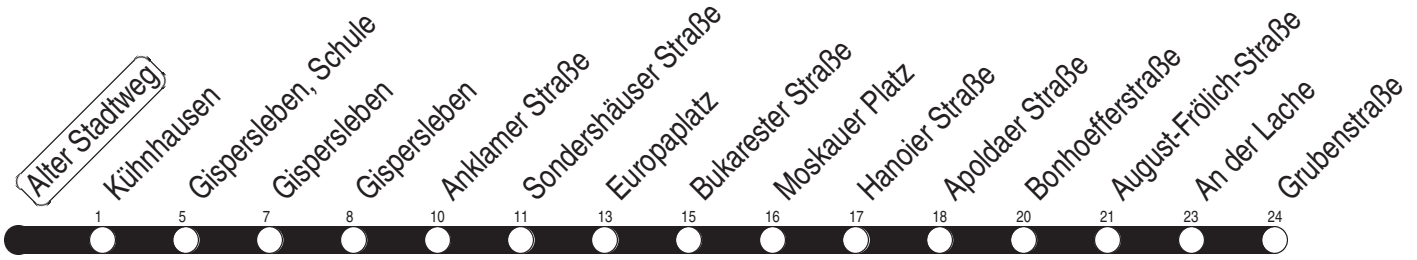 Alter Stadtweg
Kühnhausen
Gispersleben, Schule
Gispersleben
Gispersleben
Anklamer Straße
Sondershäuser Straße
Europaplatz
Bukarester Straße
Moskauer Platz
Hanoier Straße
Apoldaer Straße
Bonhoefferstraße
August-Frölich-Straße
An der Lache
Grubenstraße
1 5 7 8 10 11 13 15 16 17 18 20 21 23 24